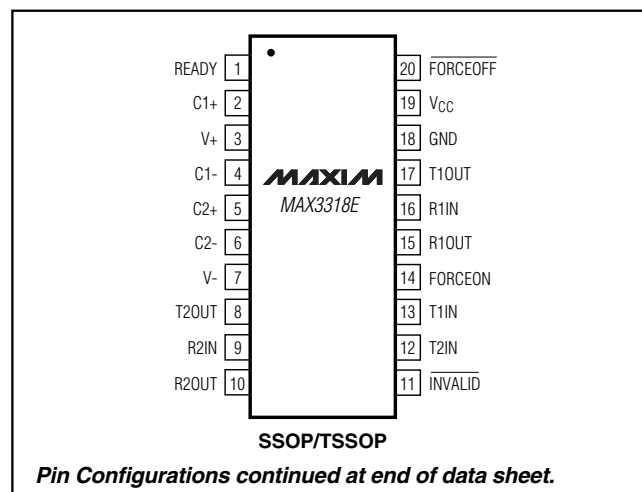 READY 1 20 FORCEOFF
C1+ 2 19 VCC
V+ 3 18 GND
C1- 4 17 T1OUT
MAXIM
MAX3318E
C2+ 5 16 R1IN
C2- 6 15 R1OUT
V- 7 14 FORCEON
T2OUT 8 13 T1IN
R2IN 9 12 T2IN
R2OUT 10 11 INVALID
SSOP/TSSOP
Pin Configurations continued at end of data sheet.